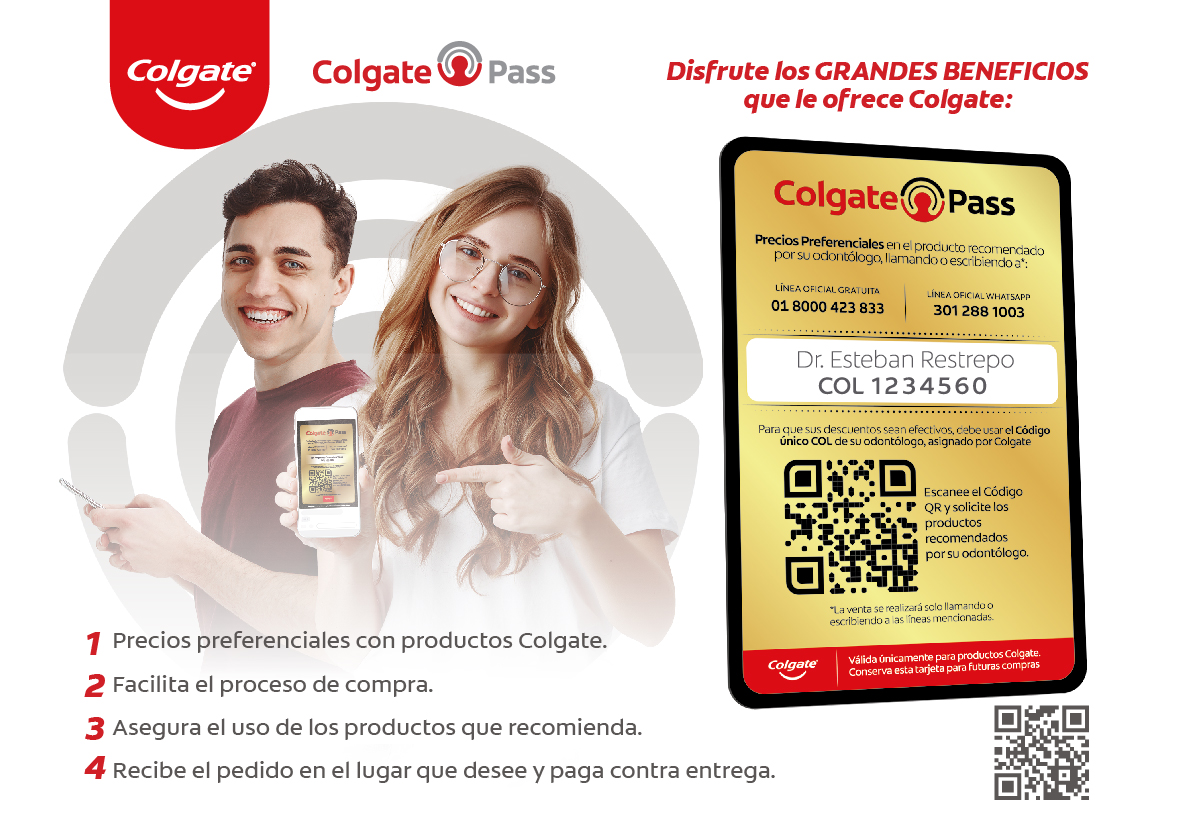 Colgate
Colgate Pass
Disfrute los GRANDES BENEFICIOS
que le ofrece Colgate:
Colgate Pass
Precios Preferenciales en el producto recomendado
por su odontólogo, llamando o escribiendo a*:
LÍNEA OFICIAL GRATUITA
01 8000 423 833
LÍNEA OFICIAL WHATSAPP
301 288 1003
Dr. Esteban Restrepo
COL 1234560
Para que sus descuentos sean efectivos, debe usar el Código
único COL de su odontólogo, asignado por Colgate
Escanee el Código
QR y solicite los
productos
recomendados
por su odontólogo.
*La venta se realizará solo llamando o
escribiendo a las líneas mencionadas.
Colgate
Válida únicamente para productos Colgate.
Conserva esta tarjeta para futuras compras
Colgate Pass
1 Precios preferenciales con productos Colgate.
2 Facilita el proceso de compra.
3 Asegura el uso de los productos que recomienda.
4 Recibe el pedido en el lugar que desee y paga contra entrega.